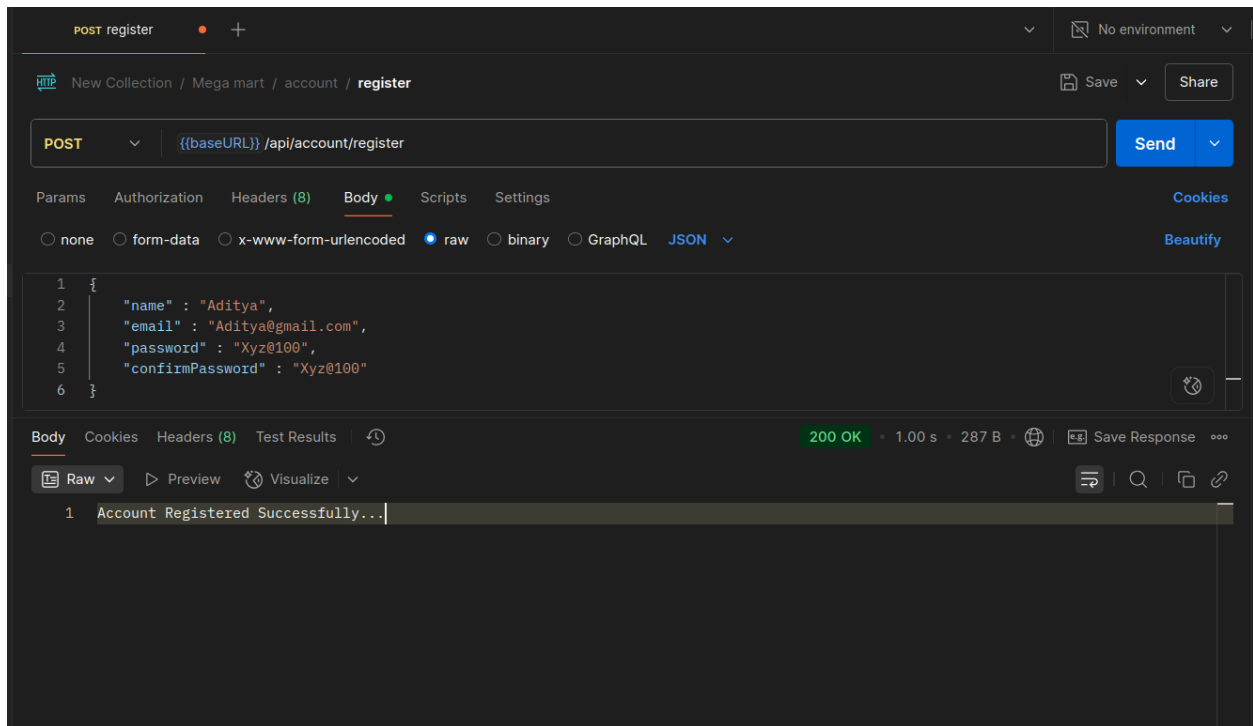 POST register
No environment
HTTP New Collection / Mega mart / account / register
Save
Share
POST {{baseURL}} /api/account/register
Send
Params Authorization Headers (8) Body Scripts Settings Cookies
none form-data x-www-form-urlencoded raw binary GraphQL JSON Beautify
1 {
2 "name" : "Aditya",
3 "email" : "Aditya@gmail.com",
4 "password" : "Xyz@100",
5 "confirmPassword" : "Xyz@100"
6 }
Body Cookies Headers (8) Test Results 200 OK 1.00 s 287 B e.g. Save Response
Raw Preview Visualize
1 Account Registered Successfully...